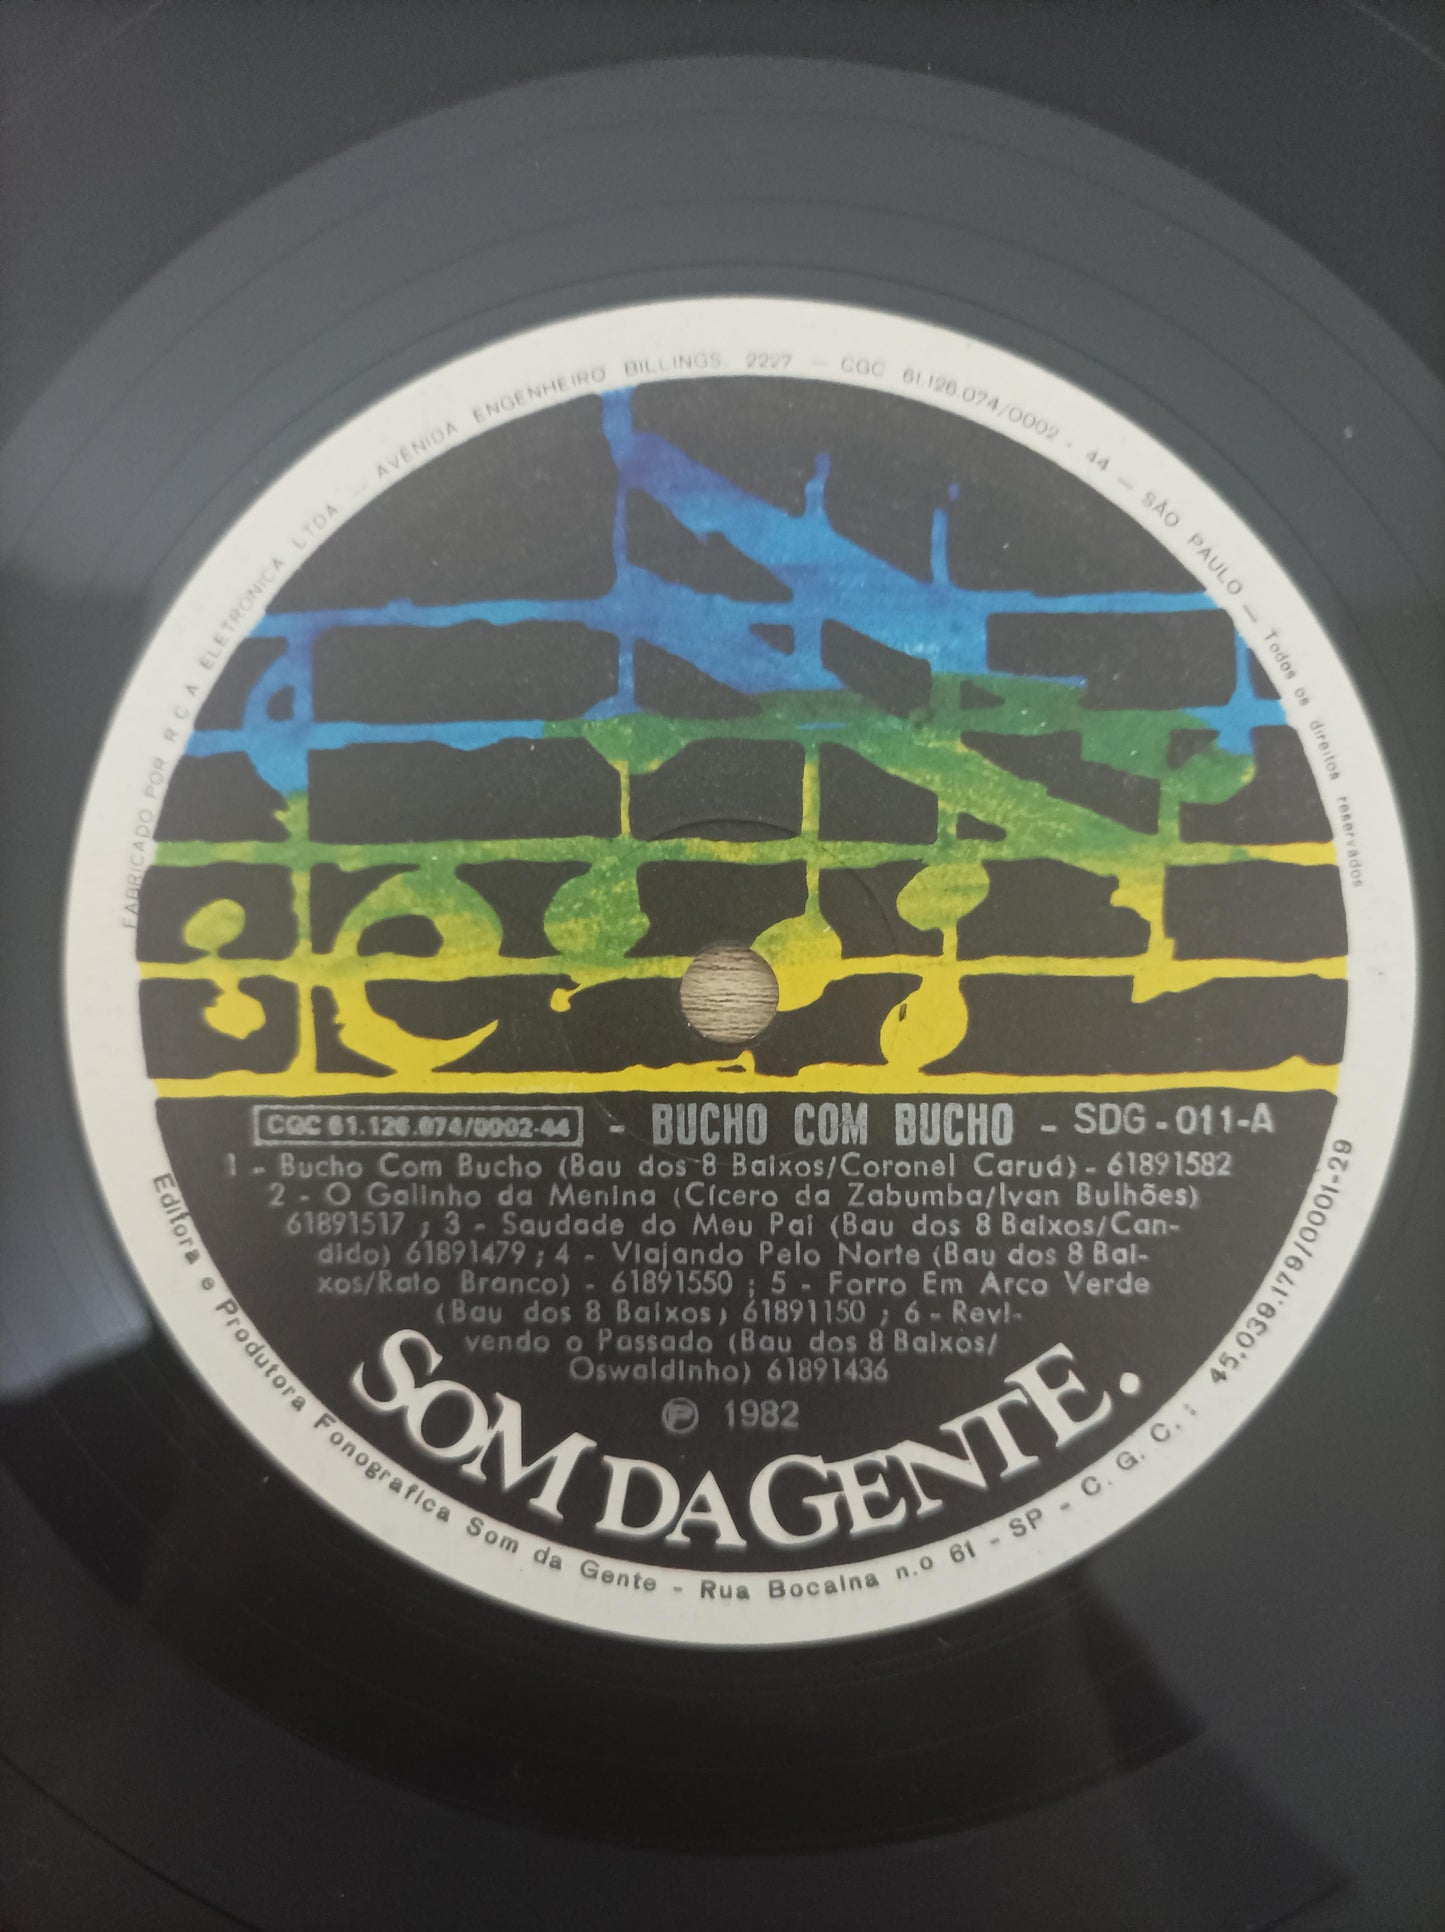 FABRICADO POR R C A ELETRONICA LTDA. — AVENIDA ENGENHEIRO BILLINGS. 2227 — CGC 61.126.074/0002 . 44 — SÃO PAULO — Todos os direitos reservados
CGC 61.126.074/0002-44 - BUCHO COM BUCHO - SDG - 011-A
1 - Bucho Com Bucho (Bau dos 8 Baixos/Coronel Caruá) - 61891582
2 - O Galinho da Menina (Cícero da Zabumba/Ivan Bulhões)
61891517 ; 3 - Saudade do Meu Pai (Bau dos 8 Baixos/Can-
dido) 61891479 ; 4 - Viajando Pelo Norte (Bau dos 8 Bai-
xos/Rato Branco) - 61891550 ; 5 - Forro Em Arco Verde
(Bau dos 8 Baixos) 61891150 ; 6 - Revi-
vendo o Passado (Bau dos 8 Baixos/
Oswaldinho) 61891436
℗ 1982
SOM DA GENTE.
Editora e Produtora Fonografica Som da Gente - Rua Bocaina n.o 61 - SP - C. G. C. : 45.039.179/0001-29